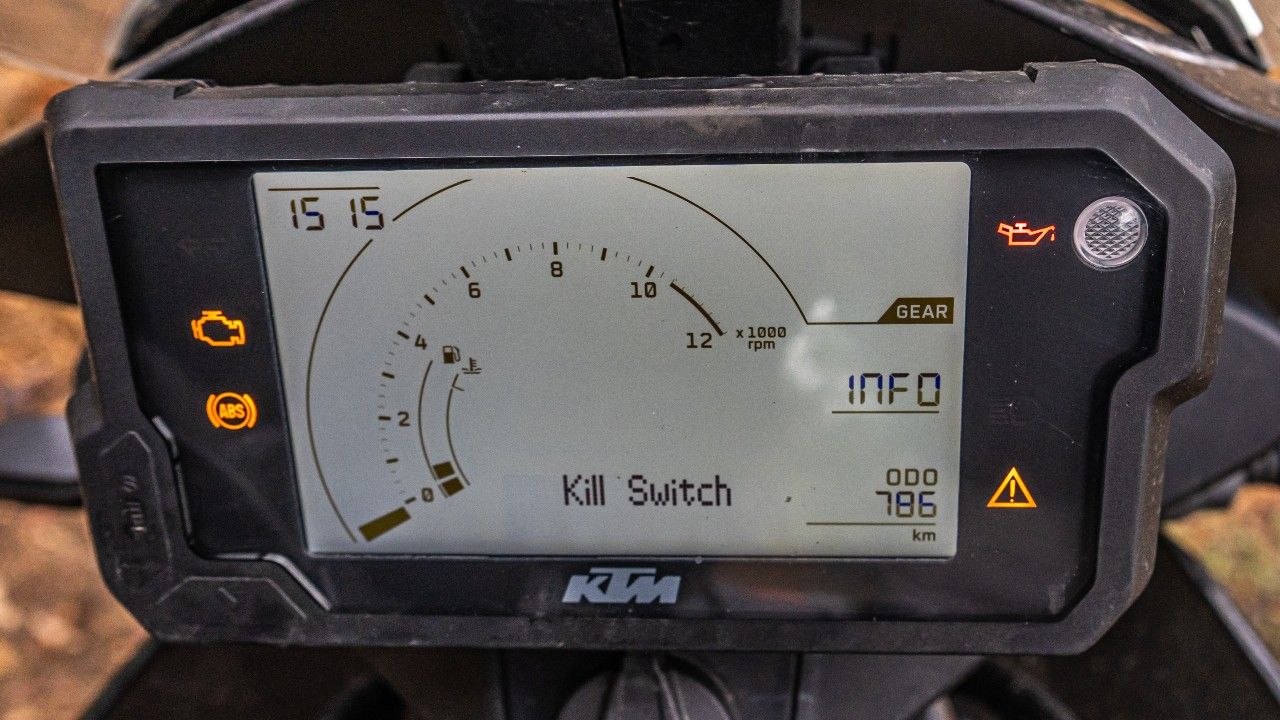 15 15
8
6
10
4
12
x 1000
rpm
GEAR
INFO
2
0
Kill Switch
ODO
786
km
ABS
KTM